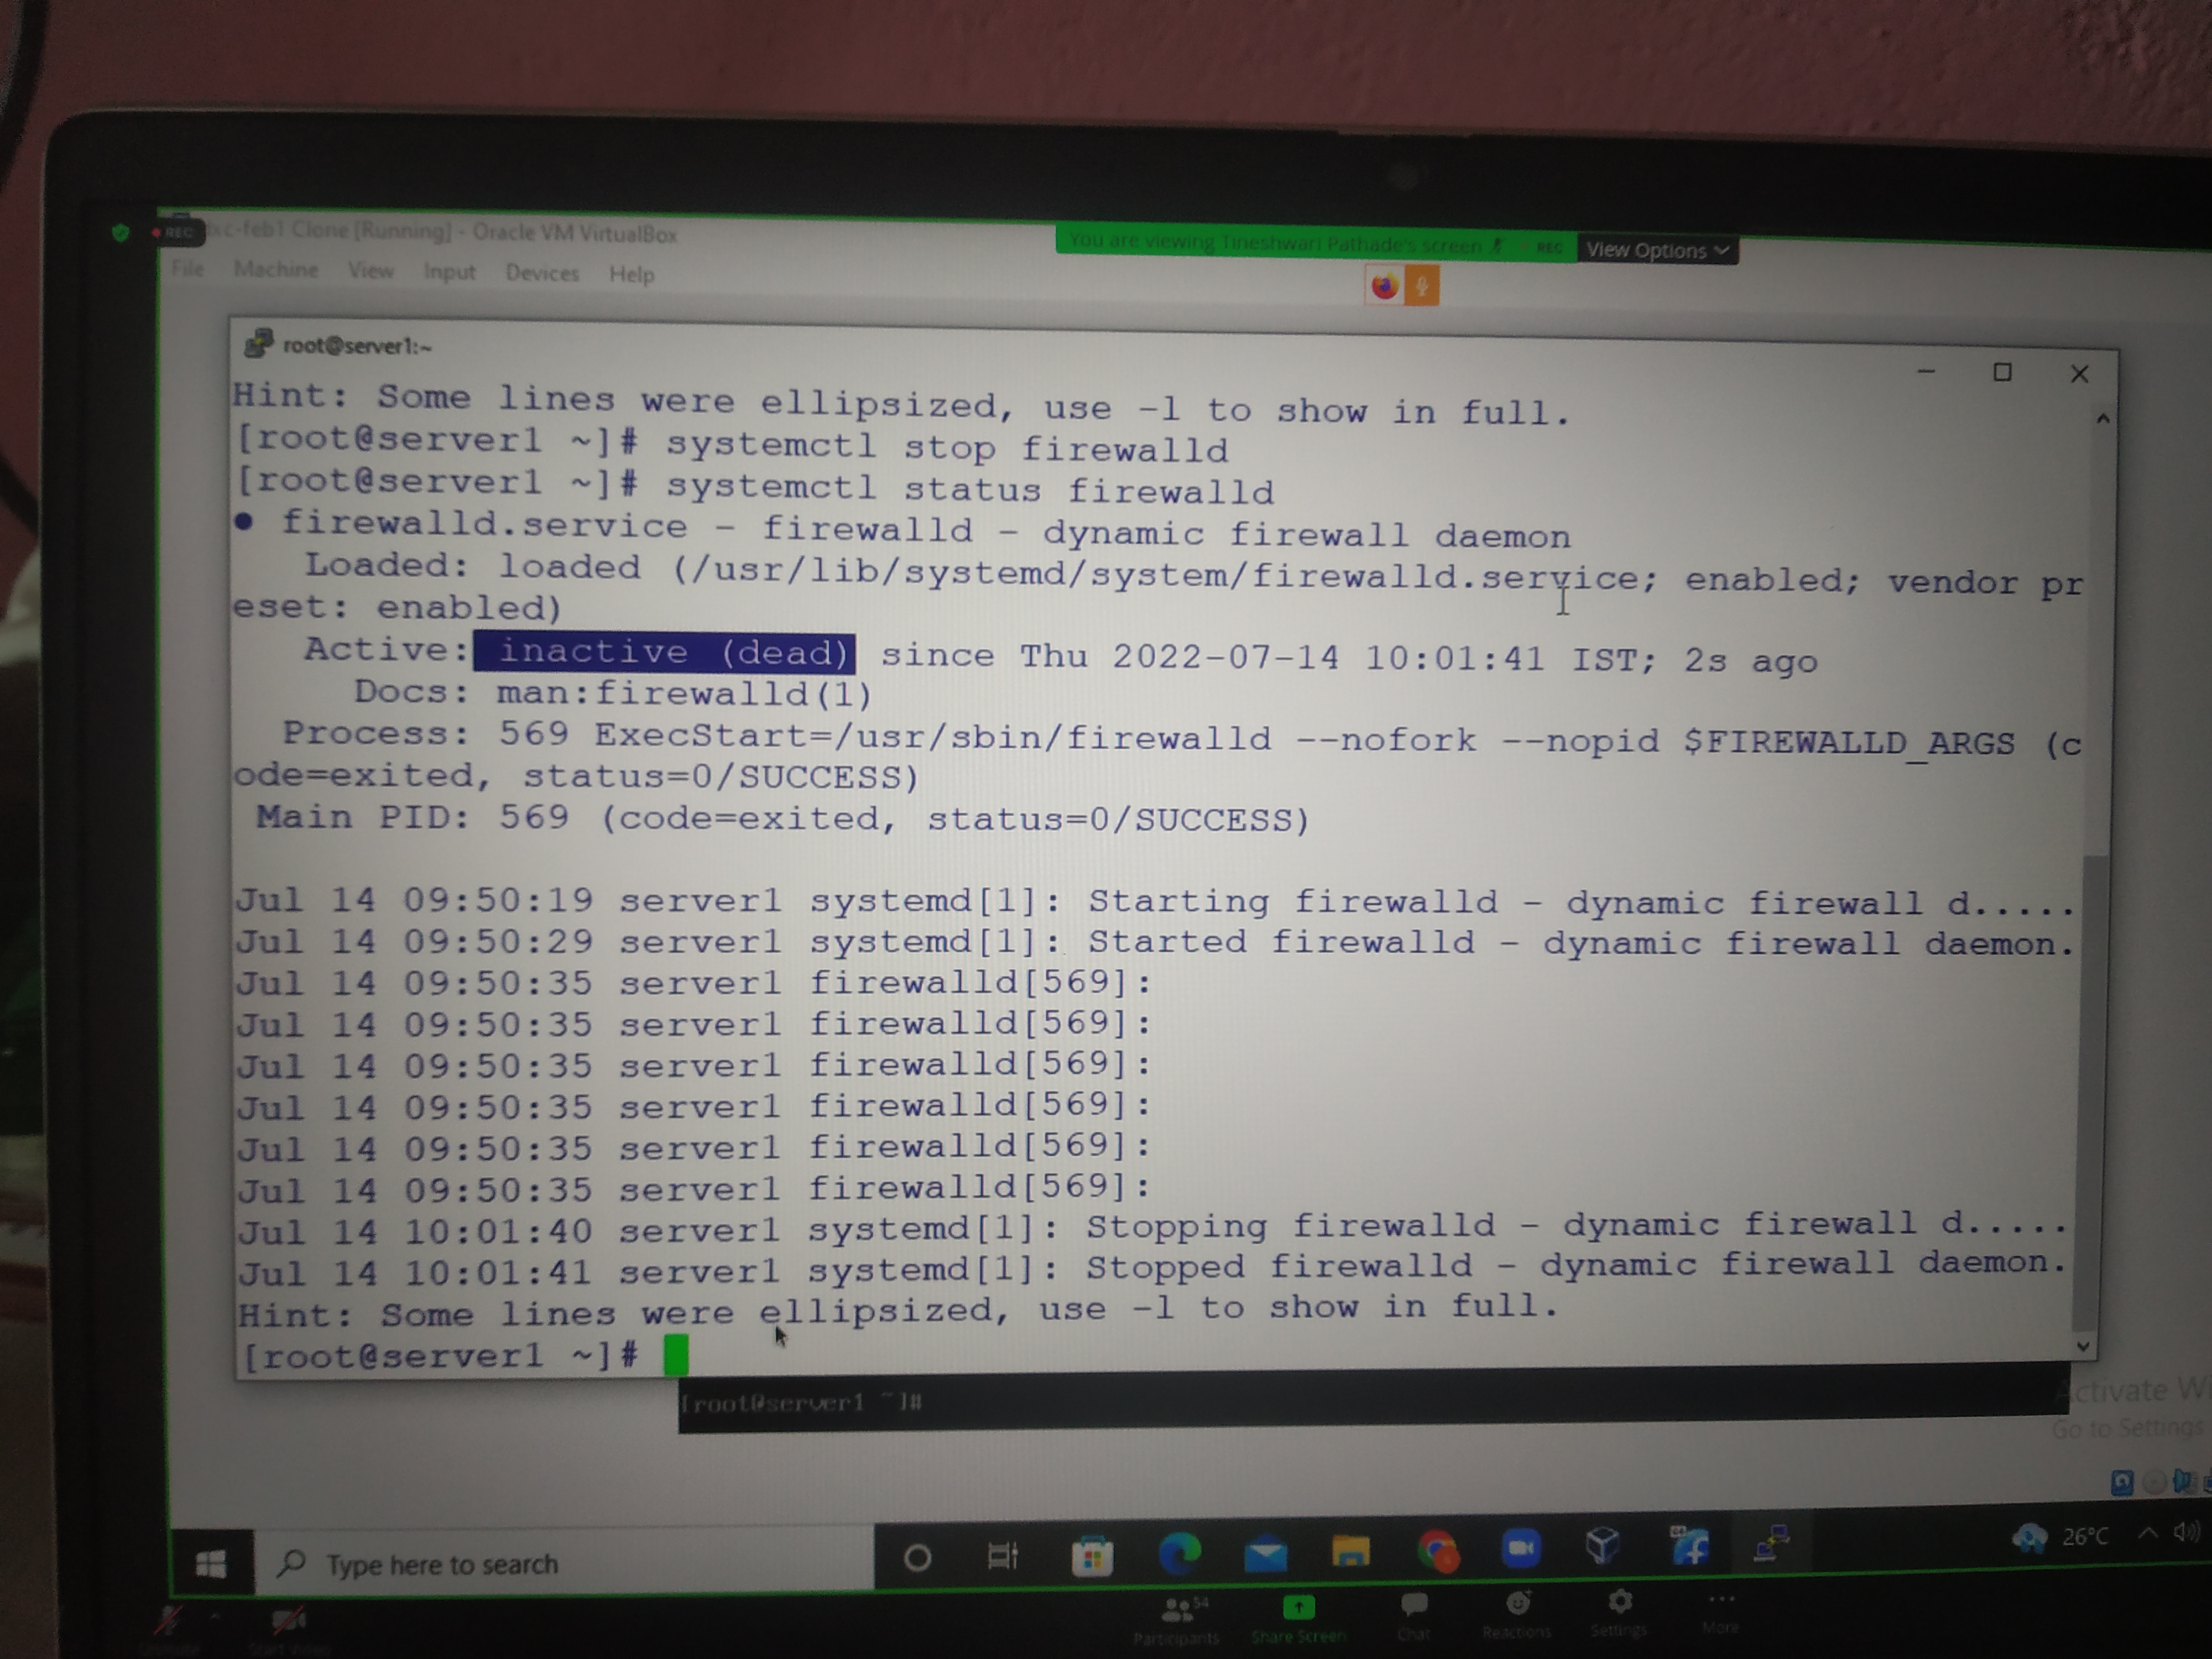 REC
c-feb1 Clone [Running] - Oracle VM VirtualBox
You are viewing Tineshwari Pathade's screen
REC
View Options
File Machine View Input Devices Help
root@server1:~
Hint: Some lines were ellipsized, use -l to show in full.
[root@server1 ~]# systemctl stop firewalld
[root@server1 ~]# systemctl status firewalld
● firewalld.service - firewalld - dynamic firewall daemon
Loaded: loaded (/usr/lib/systemd/system/firewalld.service; enabled; vendor pr
eset: enabled)
Active: inactive (dead) since Thu 2022-07-14 10:01:41 IST; 2s ago
Docs: man:firewalld(1)
Process: 569 ExecStart=/usr/sbin/firewalld --nofork --nopid $FIREWALLD_ARGS (c
ode=exited, status=0/SUCCESS)
Main PID: 569 (code=exited, status=0/SUCCESS)
Jul 14 09:50:19 server1 systemd[1]: Starting firewalld - dynamic firewall d.....
Jul 14 09:50:29 server1 systemd[1]: Started firewalld - dynamic firewall daemon.
Jul 14 09:50:35 server1 firewalld[569]:
Jul 14 09:50:35 server1 firewalld[569]:
Jul 14 09:50:35 server1 firewalld[569]:
Jul 14 09:50:35 server1 firewalld[569]:
Jul 14 09:50:35 server1 firewalld[569]:
Jul 14 09:50:35 server1 firewalld[569]:
Jul 14 10:01:40 server1 systemd[1]: Stopping firewalld - dynamic firewall d.....
Jul 14 10:01:41 server1 systemd[1]: Stopped firewalld - dynamic firewall daemon.
Hint: Some lines were ellipsized, use -l to show in full.
[root@server1 ~]#
[root@server1 ~]#
Activate Wi
Go to Settings
Type here to search
26°C
54
Participants
Share Screen
Chat
Reactions
Settings
More